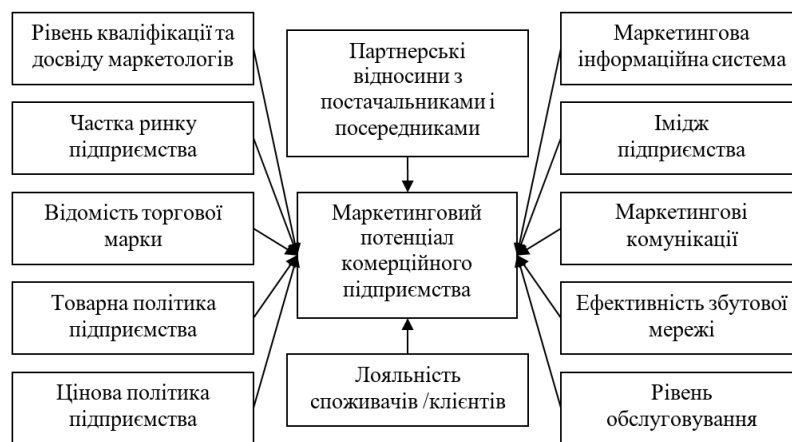 Рівень кваліфікації та
досвіду маркетологів
Частка ринку
підприємства
Відомість торгової
марки
Товарна політика
підприємства
Цінова політика
підприємства
Партнерські
відносини з
постачальниками і
посередниками
Маркетинговий
потенціал
комерційного
підприємства
Лояльність
споживачів /клієнтів
Маркетингова
інформаційна система
Імідж
підприємства
Маркетингові
комунікації
Ефективність збутової
мережі
Рівень
обслуговування